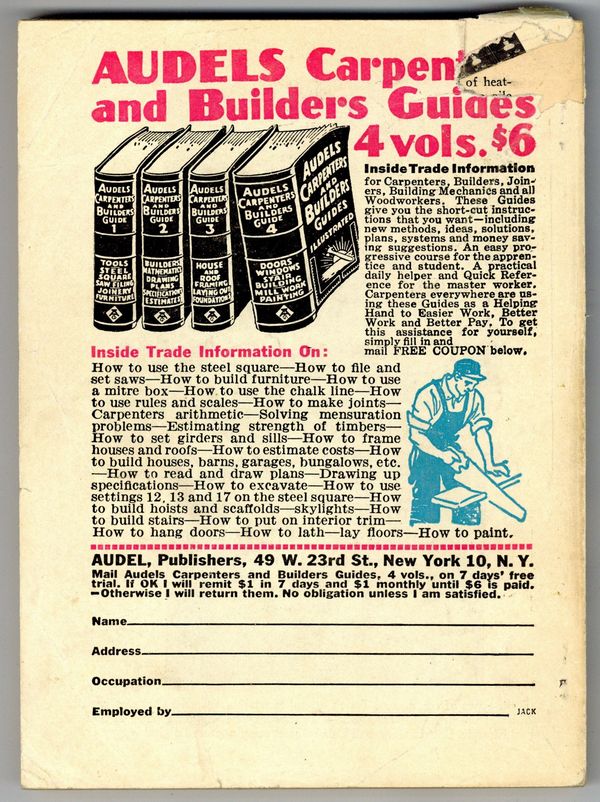 AUDELS Carpen
of heat-
and Builders Guides
4 vols. $6
AUDELS
CARPENTERS
AND
BUILDERS
GUIDE
1
TOOLS
STEEL
SQUARE
SAW FILING
JOINERY
FURNITURE
AUDELS
CARPENTERS
AND
BUILDERS
GUIDE
2
BUILDERS
MATHEMATICS
DRAWING
PLANS
SPECIFICATIONS
ESTIMATES
AUDELS
CARPENTERS
AND
BUILDERS
GUIDE
3
HOUSE
AND
ROOF
FRAMING
LAYING OUT
FOUNDATIONS
AUDELS
CARPENTERS
AND
BUILDERS
GUIDE
4
DOORS
WINDOWS
STAIR
BUILDING
MILL WORK
PAINTING
AUDELS
CARPENTERS
AND
BUILDERS
GUIDES
ILLUSTRATED
Inside Trade Information
for Carpenters, Builders, Join-
ers, Building Mechanics and all
Woodworkers. These Guides
give you the short-cut instruc-
tions that you want—including
new methods, ideas, solutions,
plans, systems and money sav-
ing suggestions. An easy pro-
gressive course for the appren-
tice and student. A practical
daily helper and Quick Refer-
ence for the master worker.
Carpenters everywhere are us-
ing these Guides as a Helping
Hand to Easier Work, Better
Work and Better Pay. To get
this assistance for yourself,
simply fill in and
mail FREE COUPON below.
Inside Trade Information On:
How to use the steel square—How to file and
set saws—How to build furniture—How to use
a mitre box—How to use the chalk line—How
to use rules and scales—How to make joints—
Carpenters arithmetic—Solving mensuration
problems—Estimating strength of timbers—
How to set girders and sills—How to frame
houses and roofs—How to estimate costs—How
to build houses, barns, garages, bungalows, etc.
—How to read and draw plans—Drawing up
specifications—How to excavate—How to use
settings 12, 13 and 17 on the steel square—How
to build hoists and scaffolds—skylights—How
to build stairs—How to put on interior trim—
How to hang doors—How to lath—lay floors—How to paint.
AUDEL, Publishers, 49 W. 23rd St., New York 10, N. Y.
Mail Audels Carpenters and Builders Guides, 4 vols., on 7 days' free
trial. If OK I will remit $1 in 7 days and $1 monthly until $6 is paid.
—Otherwise I will return them. No obligation unless I am satisfied.
Name
Address
Occupation
Employed by JACK